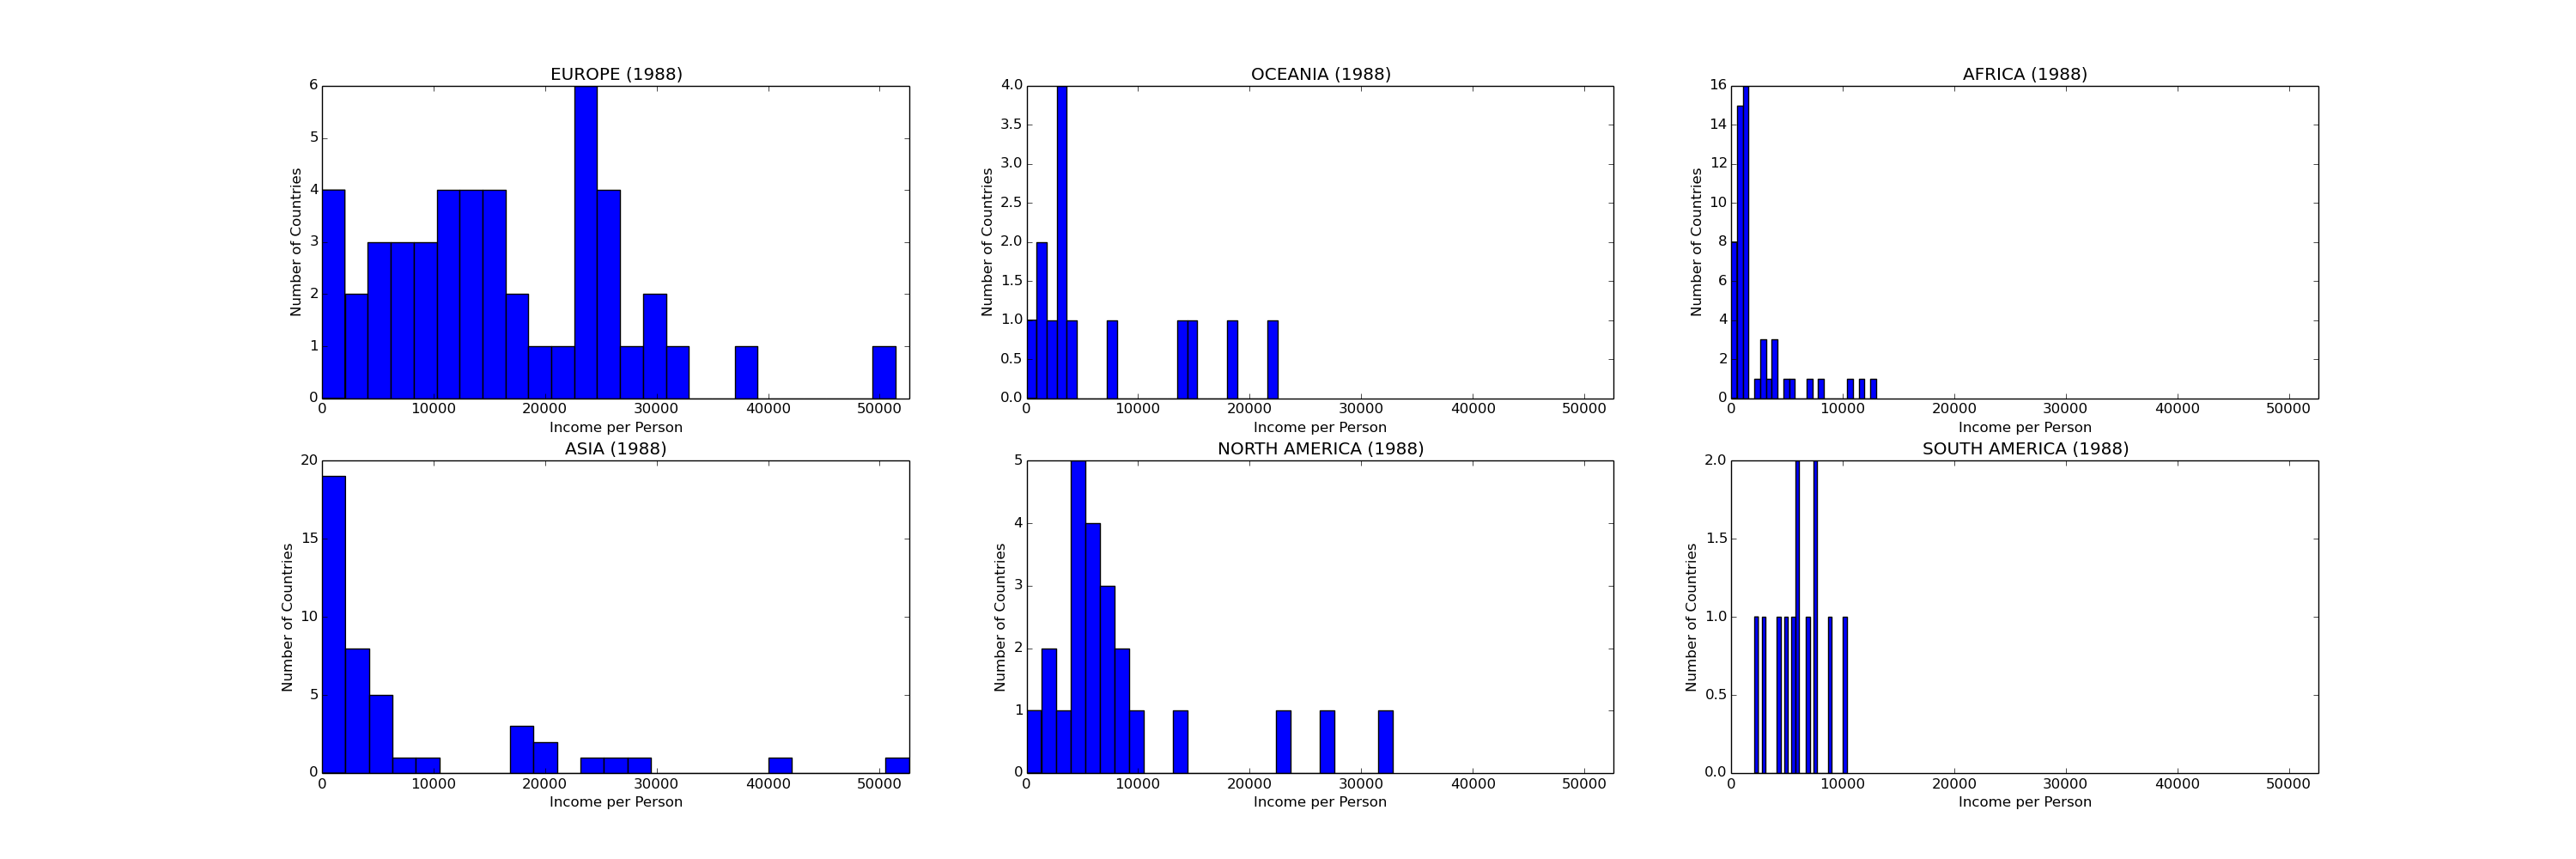 EUROPE (1988)
6
5
4
3
2
1
0
Number of Countries
0 10000 20000 30000 40000 50000
Income per Person
OCEANIA (1988)
4.0
3.5
3.0
2.5
2.0
1.5
1.0
0.5
0.0
Number of Countries
0 10000 20000 30000 40000 50000
Income per Person
AFRICA (1988)
16
14
12
10
8
6
4
2
0
Number of Countries
0 10000 20000 30000 40000 50000
Income per Person
ASIA (1988)
20
15
10
5
0
Number of Countries
0 10000 20000 30000 40000 50000
Income per Person
NORTH AMERICA (1988)
5
4
3
2
1
0
Number of Countries
0 10000 20000 30000 40000 50000
Income per Person
SOUTH AMERICA (1988)
2.0
1.5
1.0
0.5
0.0
Number of Countries
0 10000 20000 30000 40000 50000
Income per Person